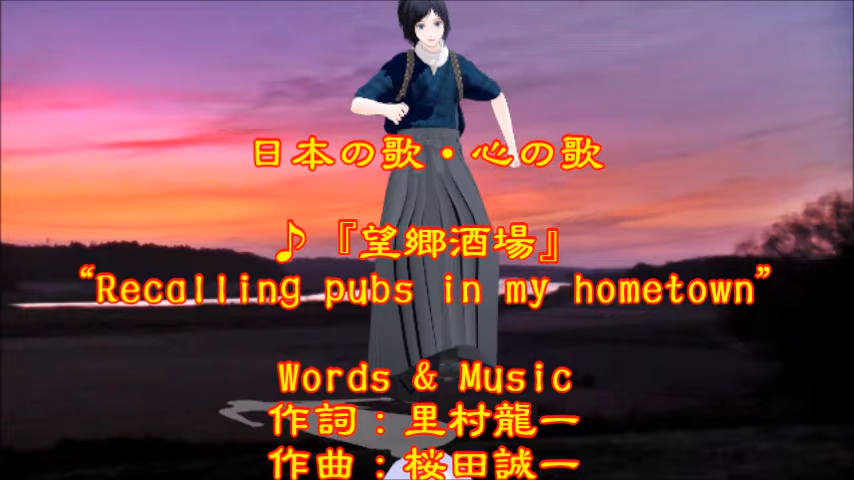 日本の歌・心の歌
♪『望郷酒場』
“Recalling pubs in my hometown”
Words & Music
作詞：里村龍一
作曲：桜田誠一